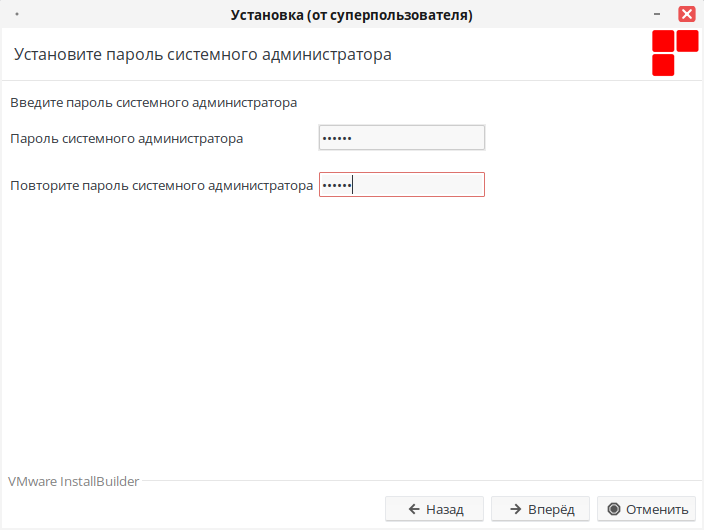 Установка (от суперпользователя)
Установите пароль системного администратора
Введите пароль системного администратора
Пароль системного администратора ••••••
Повторите пароль системного администратора ••••••
VMware InstallBuilder
Назад Вперёд Отменить